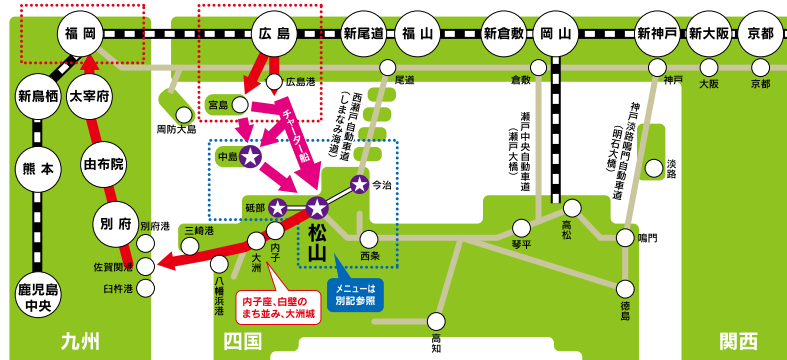 福岡
広島
新尾道
福山
新倉敷
岡山
新神戸
新大阪
京都
広島港
尾道
倉敷
神戸
大阪
京都
新鳥栖
太宰府
周防大島
宮島
チャーター船
西瀬戸自動車道
(しまなみ海道)
瀬戸中央自動車道
(瀬戸大橋)
神戸淡路鳴門自動車道
(明石大橋)
中島
熊本
由布院
淡路
今治
砥部
松山
別府
別府港
三崎港
内子
大洲
西条
琴平
高松
鳴門
佐賀関港
臼杵港
八幡浜港
鹿児島
中央
内子座、白壁の
まち並み、大洲城
メニューは
別記参照
徳島
高知
九州
四国
関西